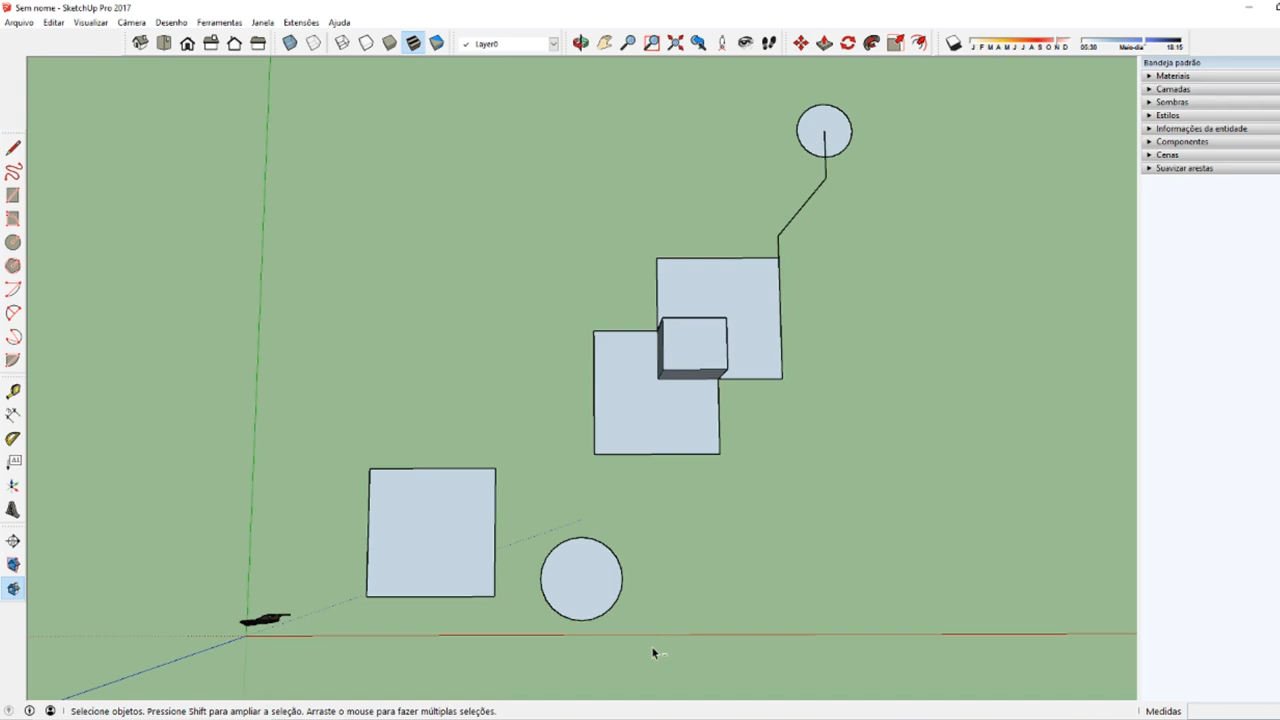 Sem nome - SketchUp Pro 2017
Arquivo Editar Visualizar Câmera Desenho Ferramentas Janela Extensões Ajuda
Layer0
J F M A M J J A S O N D
05:30 Meio-dia 18:15
Bandeja padrão
Materiais
Camadas
Sombras
Estilos
Informações da entidade
Componentes
Cenas
Suavizar arestas
A1
Selecione objetos. Pressione Shift para ampliar a seleção. Arraste o mouse para fazer múltiplas seleções.
Medidas